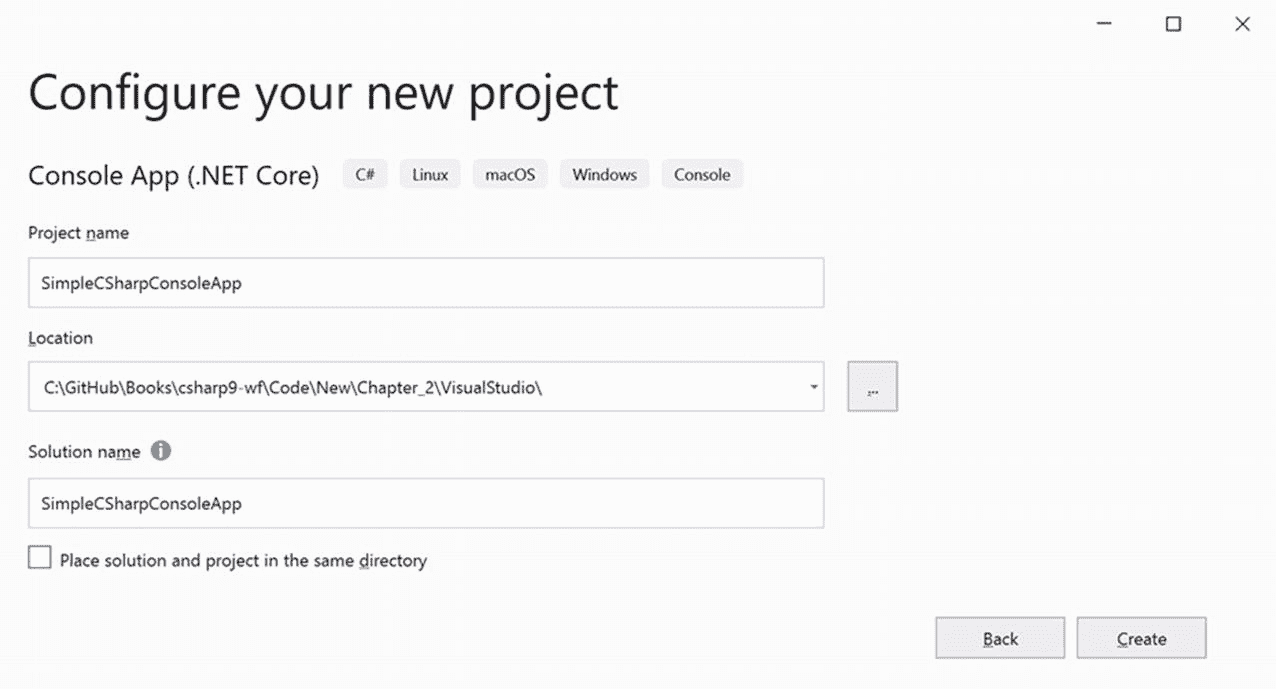 Configure your new project
Console App (.NET Core) C# Linux macOS Windows Console
Project name
SimpleCSharpConsoleApp
Location
C:\GitHub\Books\csharp9-wf\Code\New\Chapter_2\VisualStudio\
...
Solution name
SimpleCSharpConsoleApp
Place solution and project in the same directory
Back Create